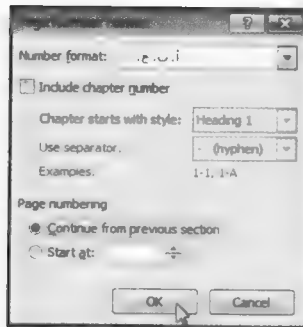 Number format: أ, ب, ج, ...
Include chapter number
Chapter starts with style: Heading 1
Use separator. - (hyphen)
Examples. 1-1, 1-A
Page numbering
Continue from previous section
Start at:
OK Cancel